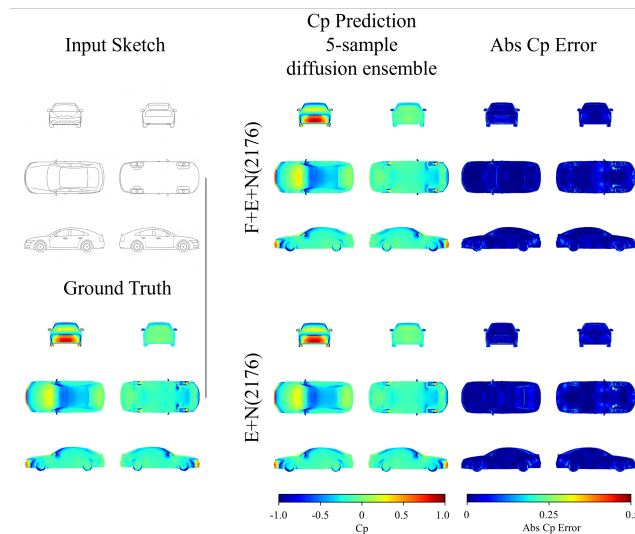 Input Sketch
Cp Prediction
5-sample
diffusion ensemble
Abs Cp Error
F+E+N(2176)
Ground Truth
E+N(2176)
-1.0 -0.5 0 0.5 1.0
Cp
0 0.25
Abs Cp Error